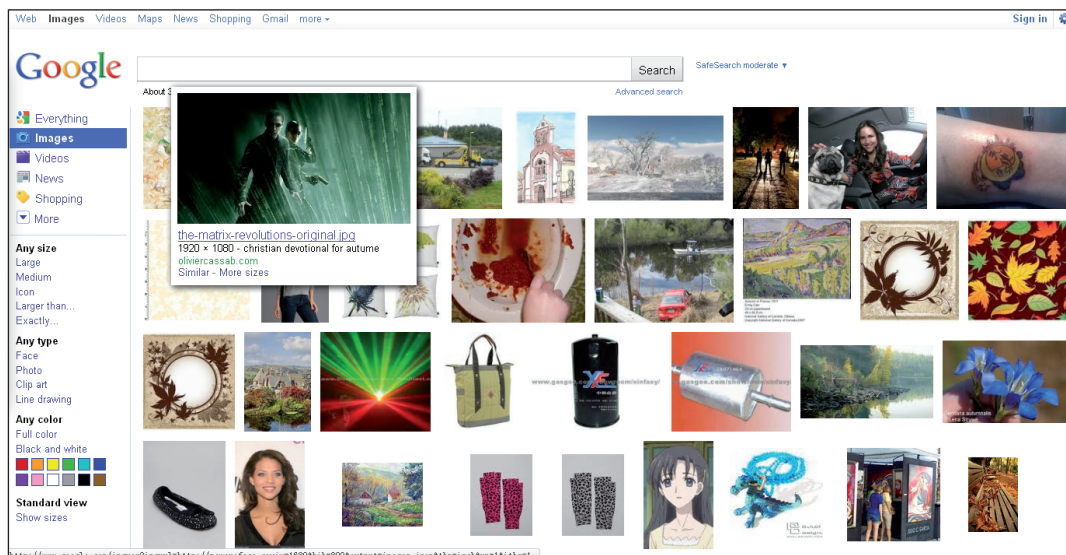 Web Images Videos Maps News Shopping Gmail more
Sign in
Google
Search
SafeSearch moderate
About 3
Advanced search
Everything
Images
Videos
News
Shopping
More
the-matrix-revolutions-original.jpg
1920 × 1080 - christian devotional for autume
oliviercassab.com
Similar - More sizes
Any size
Large
Medium
Icon
Larger than...
Exactly...
Any type
Face
Photo
Clip art
Line drawing
Any color
Full color
Black and white
Standard view
Show sizes